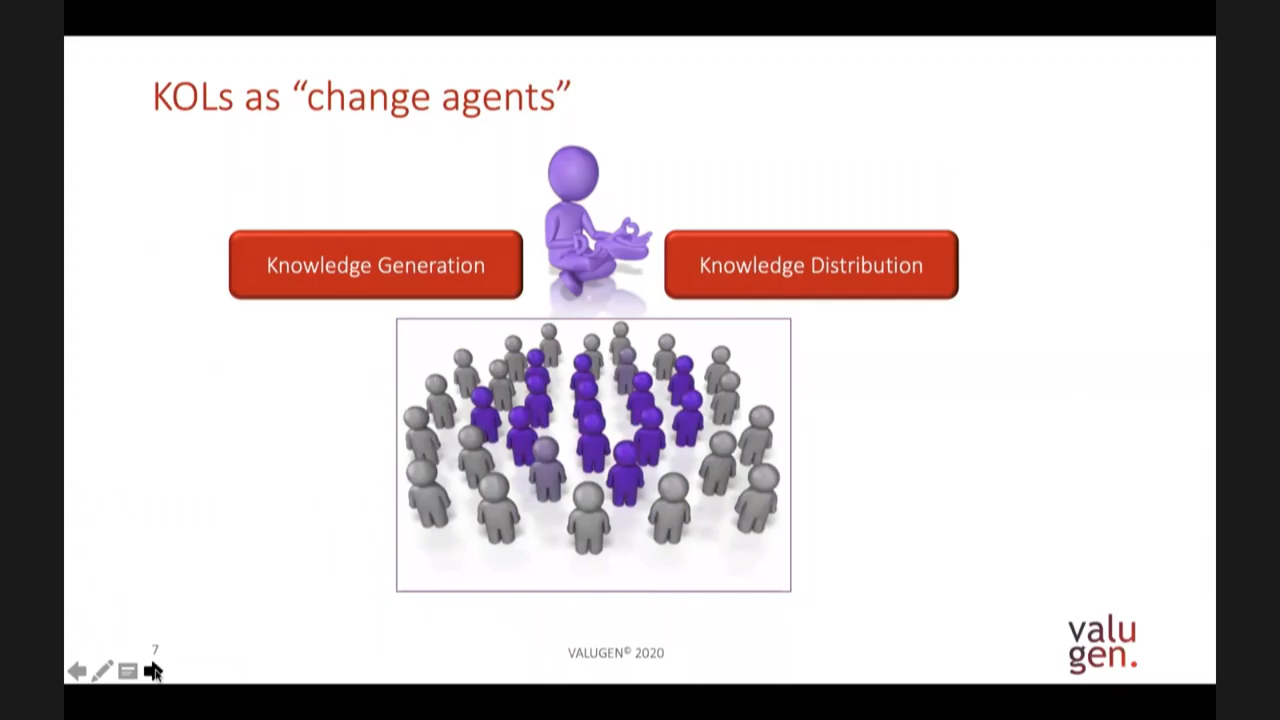 KOLs as “change agents”
Knowledge Generation
Knowledge Distribution
7
VALUGEN© 2020
valu
gen.